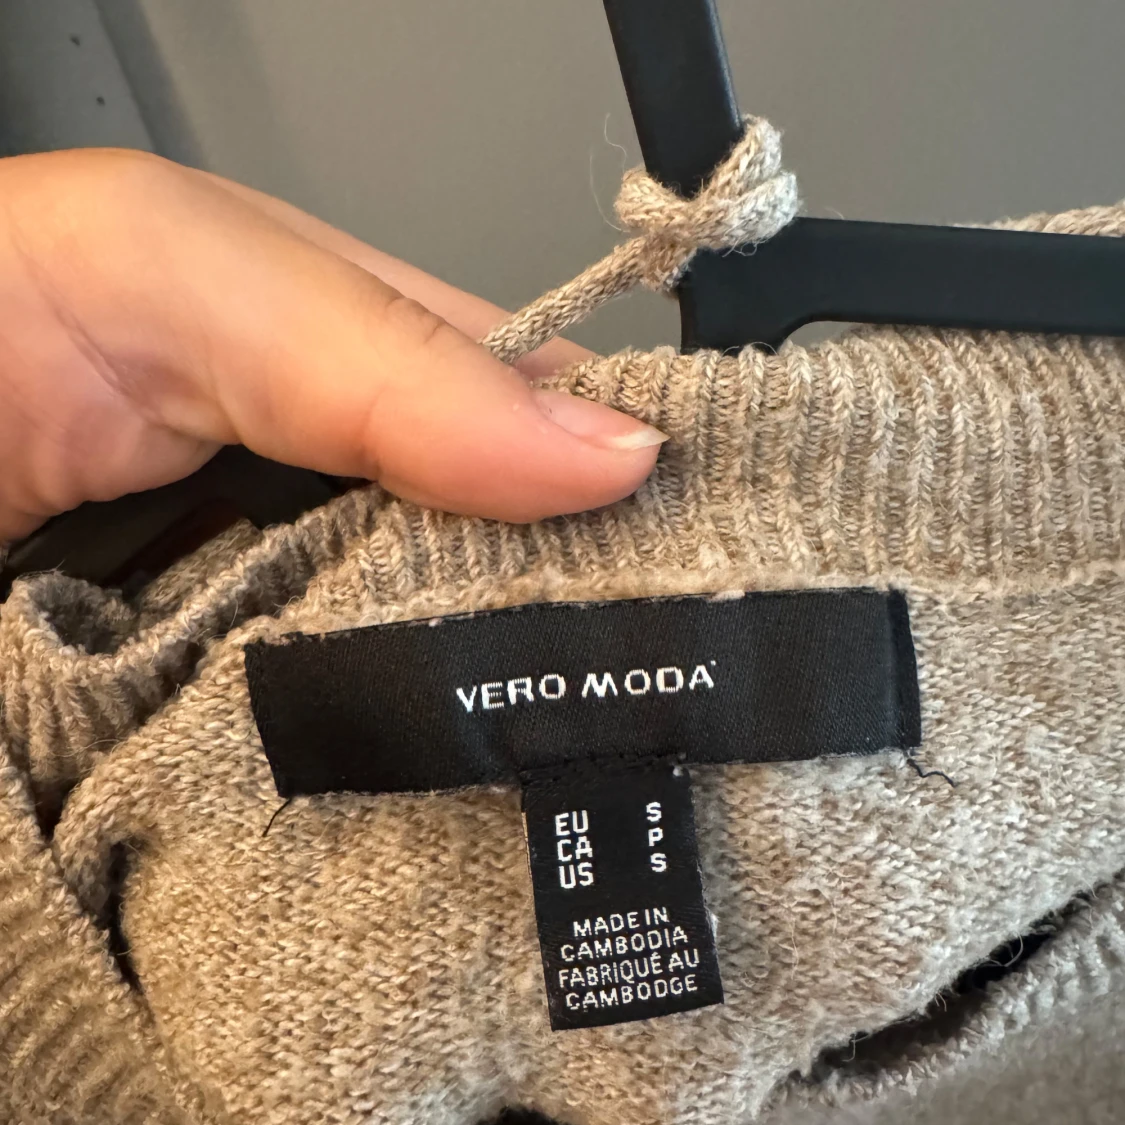 VERO MODA
EU S
CA P
US S
MADE IN
CAMBODIA
FABRIQUÉ AU
CAMBODGE